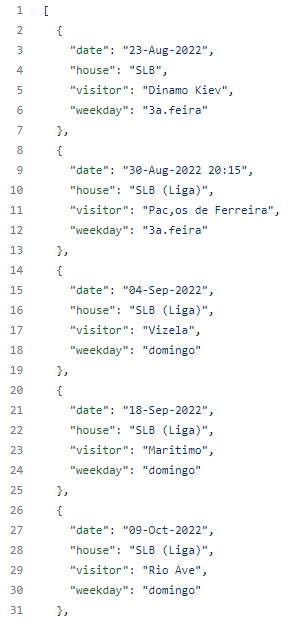 1 [
2 {
3 "date": "23-Aug-2022",
4 "house": "SLB",
5 "visitor": "Dinamo Kiev",
6 "weekday": "3a.feira"
7 },
8 {
9 "date": "30-Aug-2022 20:15",
10 "house": "SLB (Liga)",
11 "visitor": "Pac,os de Ferreira",
12 "weekday": "3a.feira"
13 },
14 {
15 "date": "04-Sep-2022",
16 "house": "SLB (Liga)",
17 "visitor": "Vizela",
18 "weekday": "domingo"
19 },
20 {
21 "date": "18-Sep-2022",
22 "house": "SLB (Liga)",
23 "visitor": "Maritimo",
24 "weekday": "domingo"
25 },
26 {
27 "date": "09-Oct-2022",
28 "house": "SLB (Liga)",
29 "visitor": "Rio Ave",
30 "weekday": "domingo"
31 },